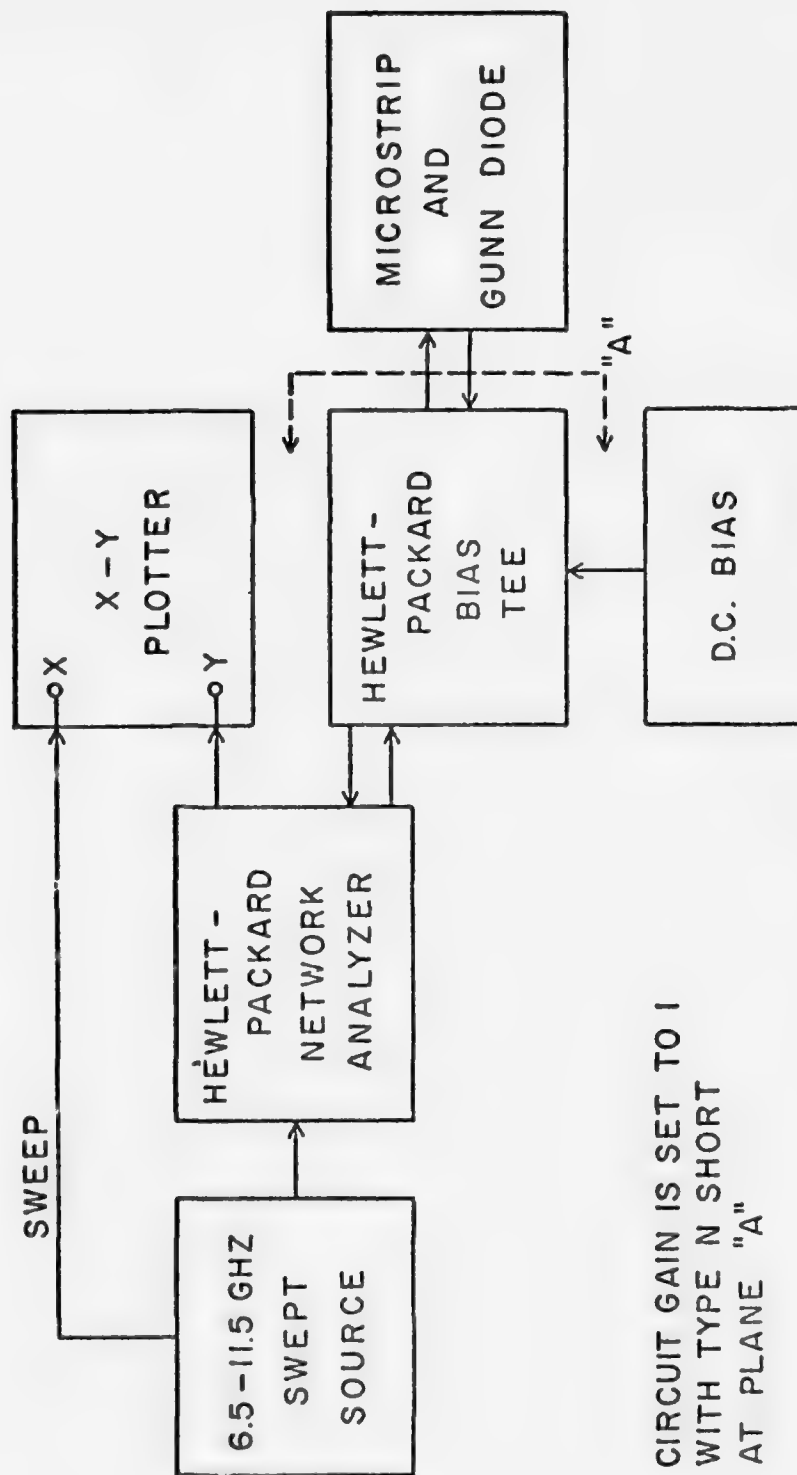 SWEEP
6.5-11.5 GHZ
SWEPT
SOURCE
HEWLETT-
PACKARD
NETWORK
ANALYZER
X
Y
X-Y
PLOTTER
HEWLETT-
PACKARD
BIAS
TEE
MICROSTRIP
AND
GUNN DIODE
"A"
D.C. BIAS
CIRCUIT GAIN IS SET TO 1
WITH TYPE N SHORT
AT PLANE "A"